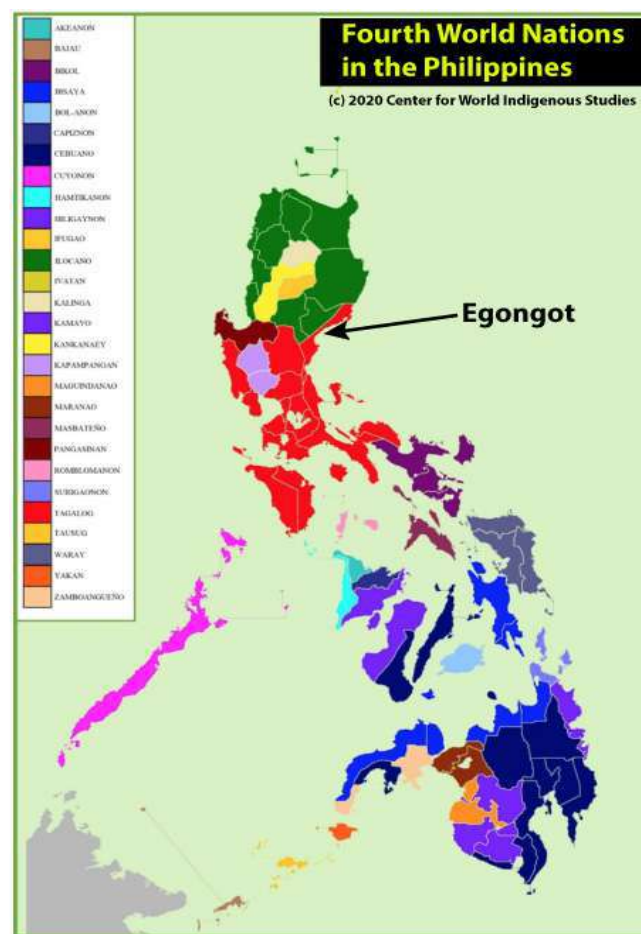 Fourth World Nations
in the Philippines
(c) 2020 Center for World Indigenous Studies
AKEANON
BAJAU
BIKOL
BISAYA
BOL-ANON
CAPIZNON
CEBUANO
CUYONON
HAMTIKANON
HILIGAYNON
IFUGAO
ILOCANO
IVATAN
KALINGA
KAMAYO
KANKANAEY
KAPAMPANGAN
MAGUINDANAO
MARANAO
MASBATEÑO
PANGASINAN
ROMBLOMANON
SURIGAONON
TAGALOG
TAUSUG
WARAY
YAKAN
ZAMBOANGUEÑO
Egongot